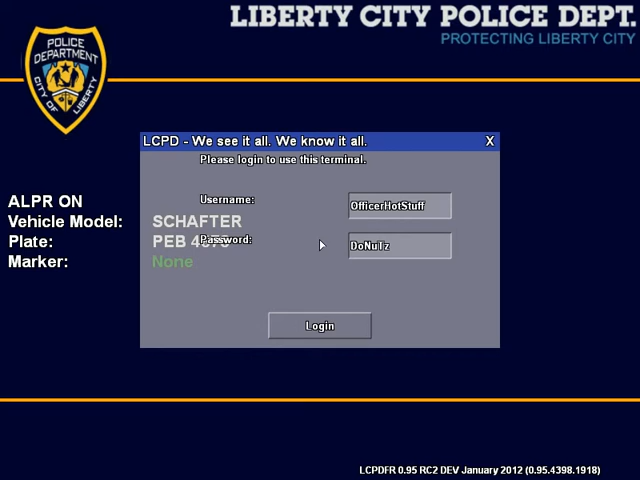 LIBERTY CITY POLICE DEPT.
PROTECTING LIBERTY CITY
POLICE
DEPARTMENT
CITY OF LIBERTY
LCPD - We see it all. We know it all. X
Please login to use this terminal.
Username: OfficerHotStuff
Password: DoNuTz
Login
ALPR ON
Vehicle Model: SCHAFTER
Plate: PEB
Marker: None
LCPDFR 0.95 RC2 DEV January 2012 (0.95.4398.1918)